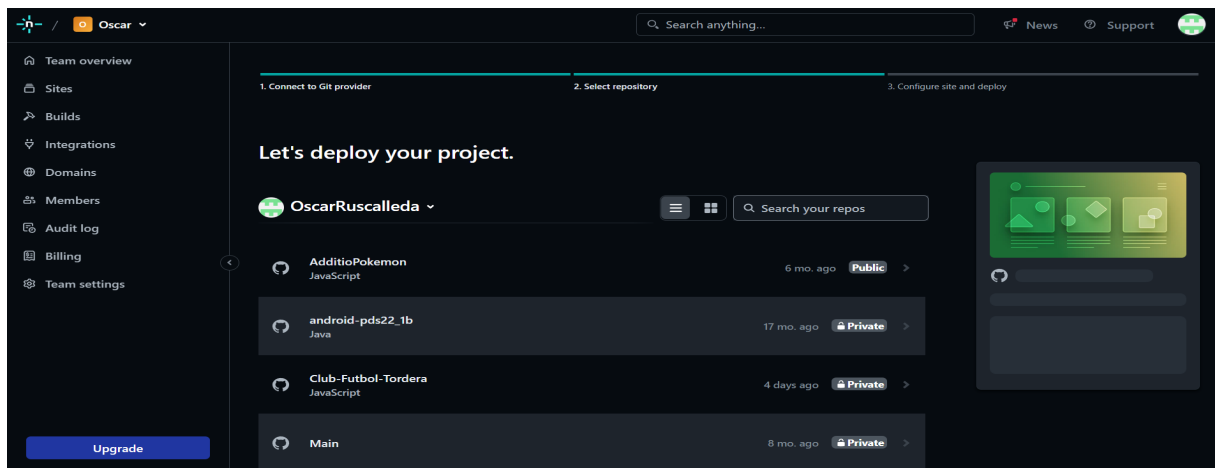 / O Oscar
Search anything...
News
Support
Team overview
Sites
Builds
Integrations
Domains
Members
Audit log
Billing
Team settings
Upgrade
1. Connect to Git provider
2. Select repository
3. Configure site and deploy
Let's deploy your project.
OscarRuscalleda
Search your repos
AdditioPokemon
JavaScript
6 mo. ago Public
android-pds22_1b
Java
17 mo. ago Private
Club-Futbol-Tordera
JavaScript
4 days ago Private
Main
8 mo. ago Private